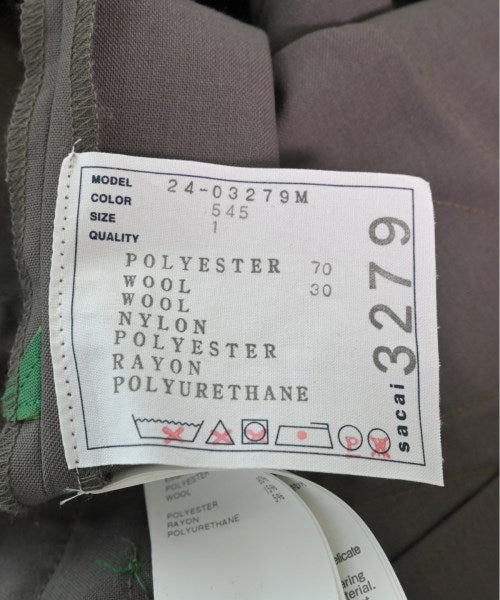 MODEL 24-03279M
COLOR 545
SIZE 1
QUALITY
POLYESTER 70
WOOL 30
WOOL
NYLON
POLYESTER
RAYON
POLYURETHANE
sacai 3279
P
POLYESTER
WOOL
POLYESTER
RAYON
POLYURETHANE